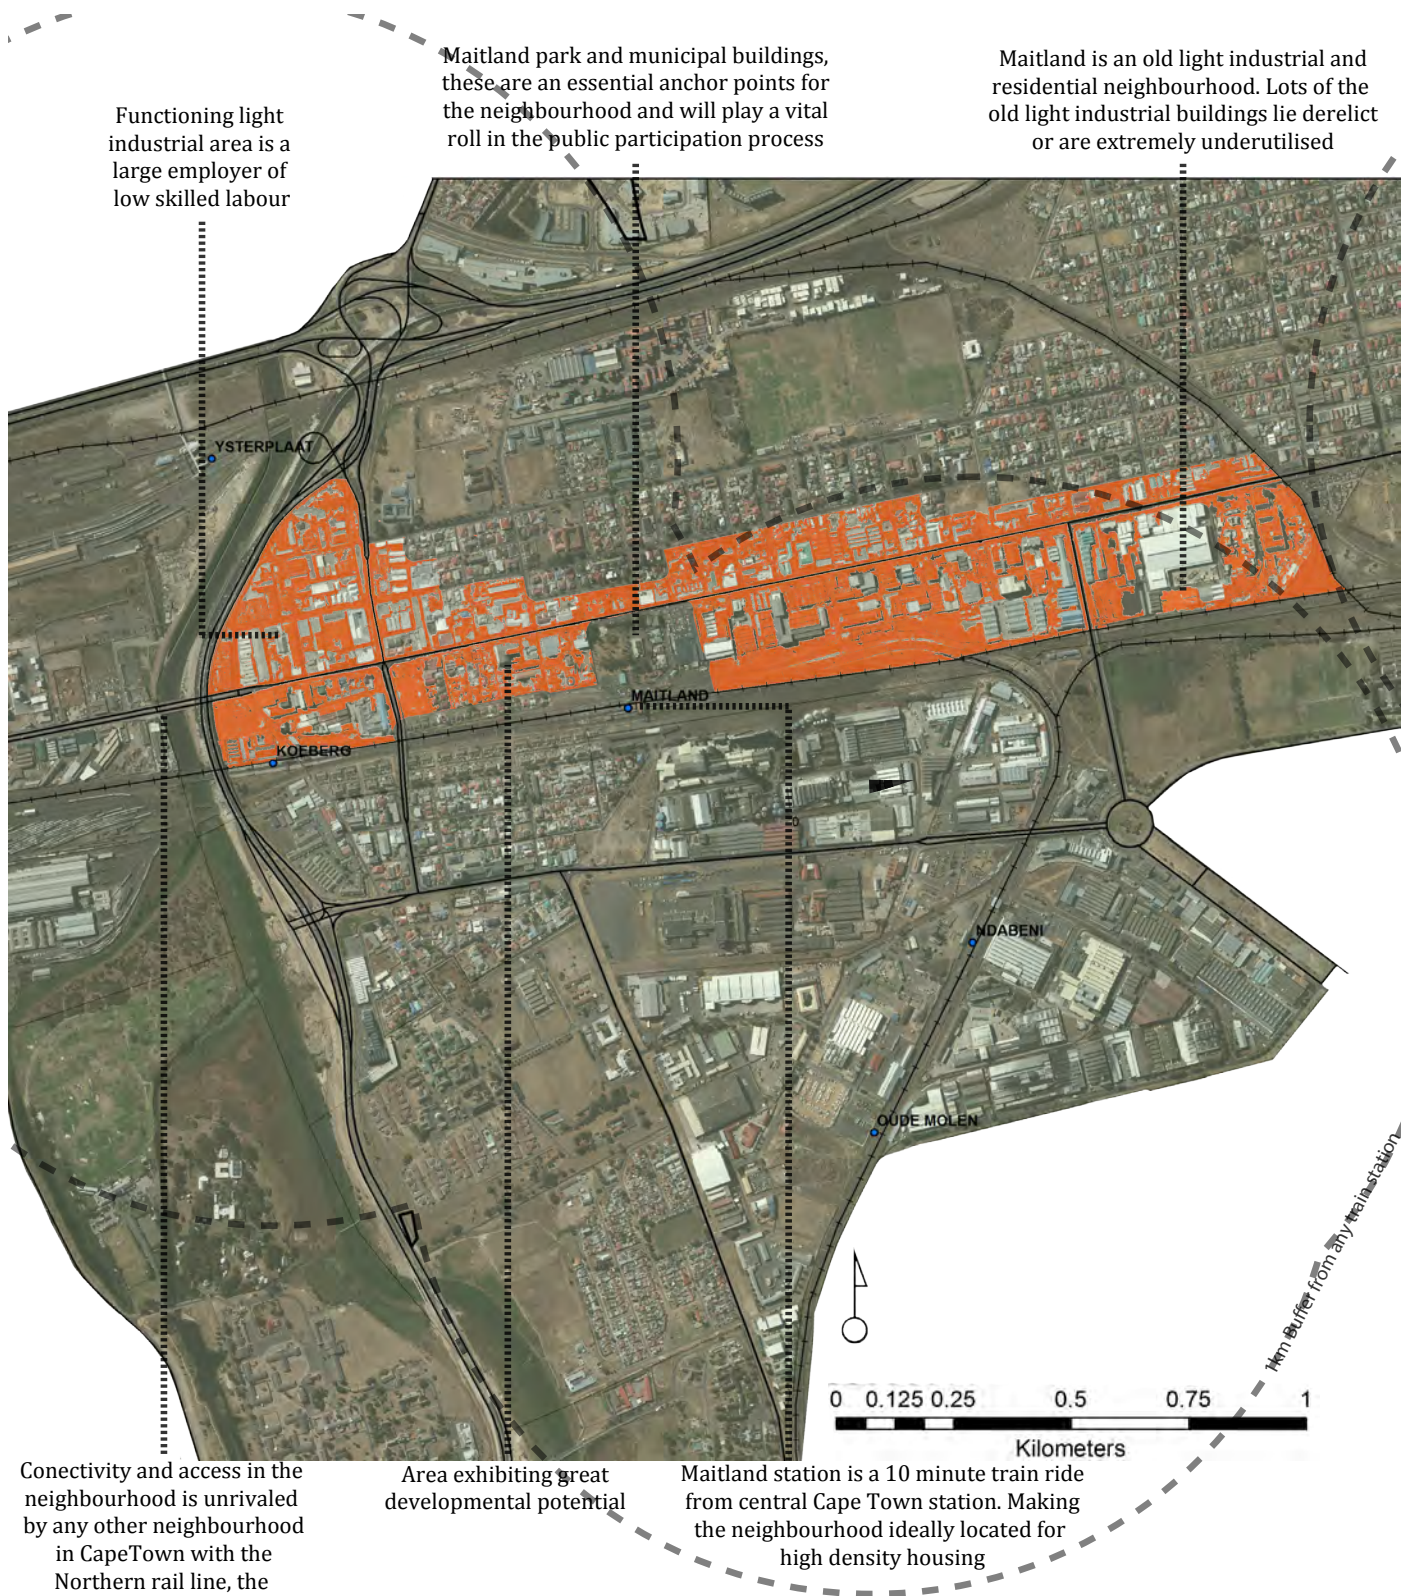 Maitland park and municipal buildings,
these are an essential anchor points for
the neighbourhood and will play a vital
roll in the public participation process
Maitland is an old light industrial and
residential neighbourhood. Lots of the
old light industrial buildings lie derelict
or are extremely underutilised
Functioning light
industrial area is a
large employer of
low skilled labour
YSTERPLAAT
MAITLAND
KOEBERG
0
NDABENI
OUDE MOLEN
1km Buffer from any train station
0 0.125 0.25 0.5 0.75 1
Kilometers
Conectivity and access in the
neighbourhood is unrivaled
by any other neighbourhood
in CapeTown with the
Northern rail line, the
Area exhibiting great
developmental potential
Maitland station is a 10 minute train ride
from central Cape Town station. Making
the neighbourhood ideally located for
high density housing